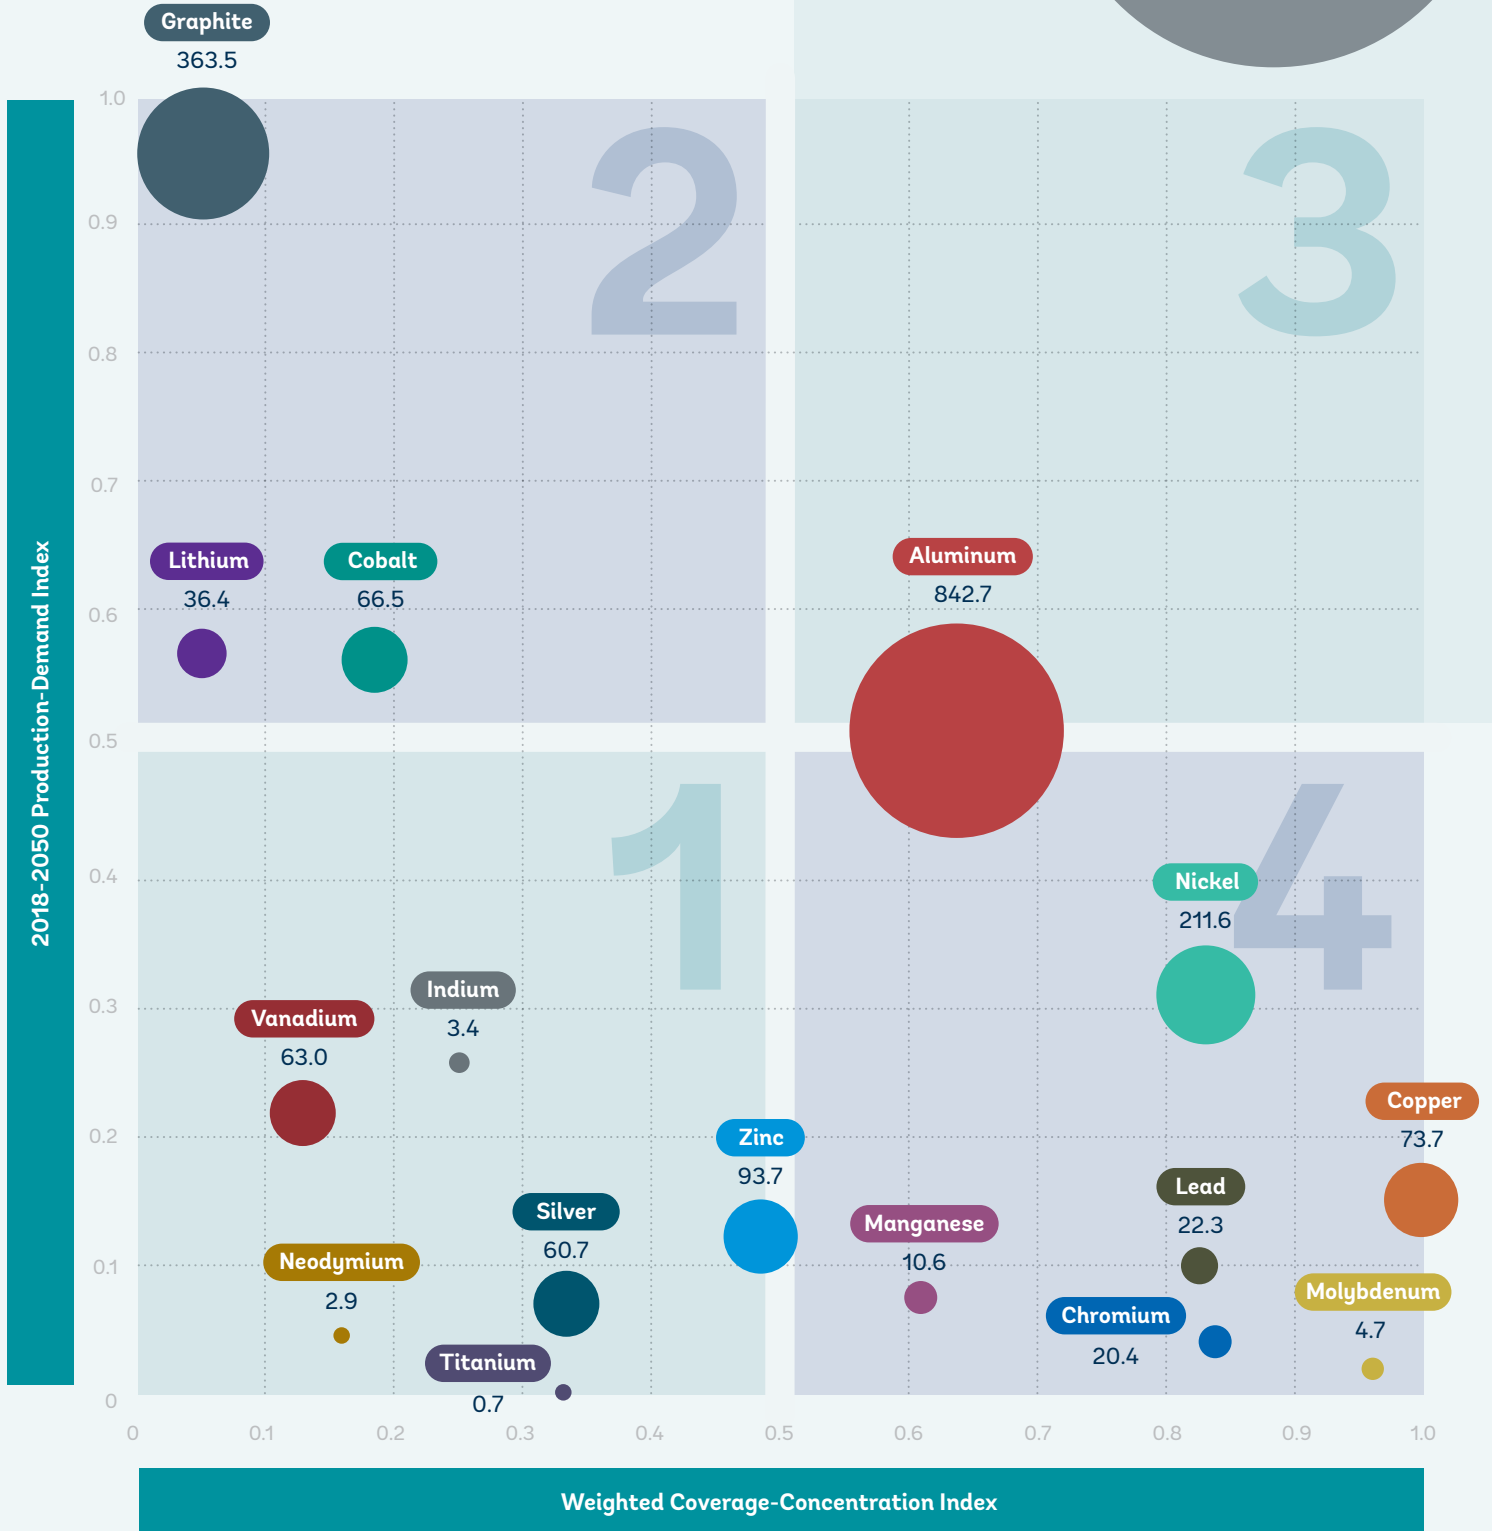 Graphite
363.5
1.0
2
3
0.9
0.8
0.7
Lithium
36.4
Cobalt
66.5
Aluminum
842.7
0.6
2018-2050 Production-Demand Index
0.5
1
4
0.4
Nickel
211.6
0.3
Indium
3.4
Vanadium
63.0
Copper
73.7
0.2
Zinc
93.7
Lead
22.3
Silver
60.7
Manganese
10.6
Neodymium
2.9
0.1
Molybdenum
4.7
Chromium
20.4
Titanium
0.7
0
0 0.1 0.2 0.3 0.4 0.5 0.6 0.7 0.8 0.9 1.0
Weighted Coverage-Concentration Index